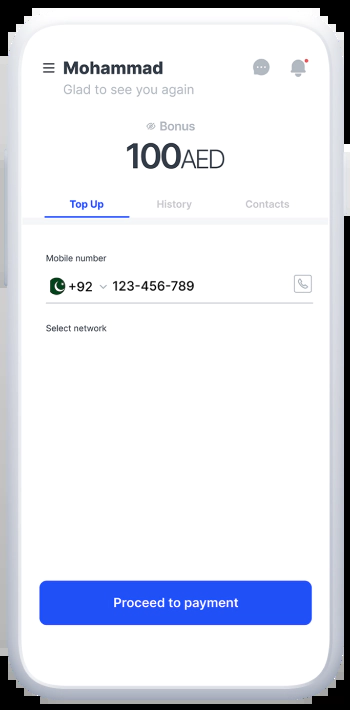 Mohammad
Glad to see you again
Bonus
100AED
Top Up History Contacts
Mobile number
+92 123-456-789
Select network
Proceed to payment